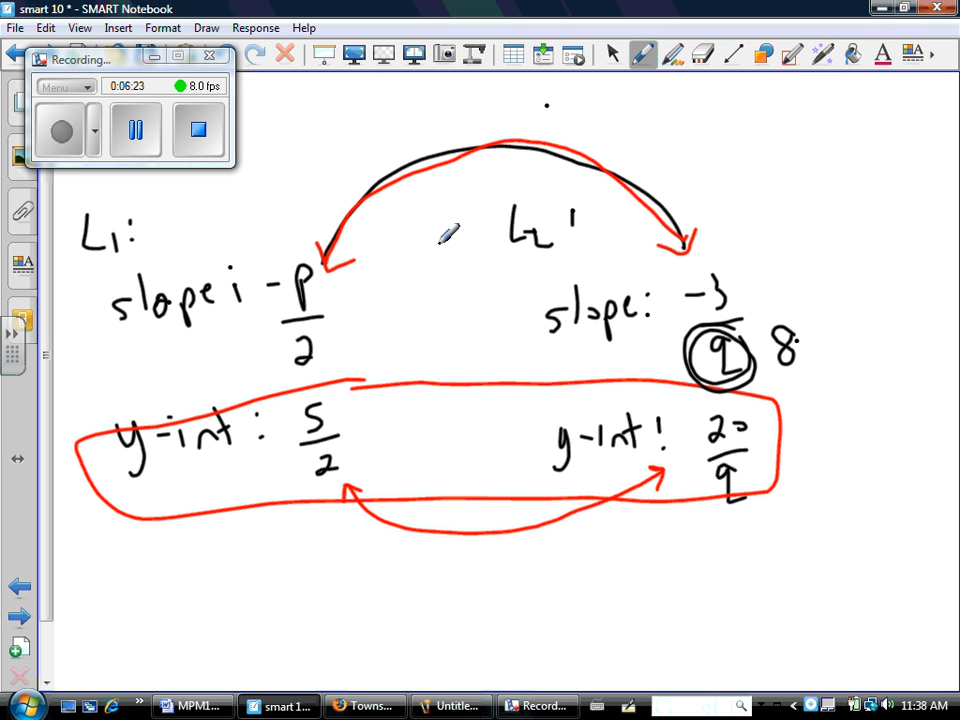 smart 10 * - SMART Notebook
File Edit View Insert Format Draw Response Help
Recording...
Menu 0:06:23 8.0 fps
L1: L2
slope: -p/2 slope: -3/q 8
y-int: 5/2 y-int: 20/q
MPM1... smart 1... Towns... Untitle... Record... 11:38 AM